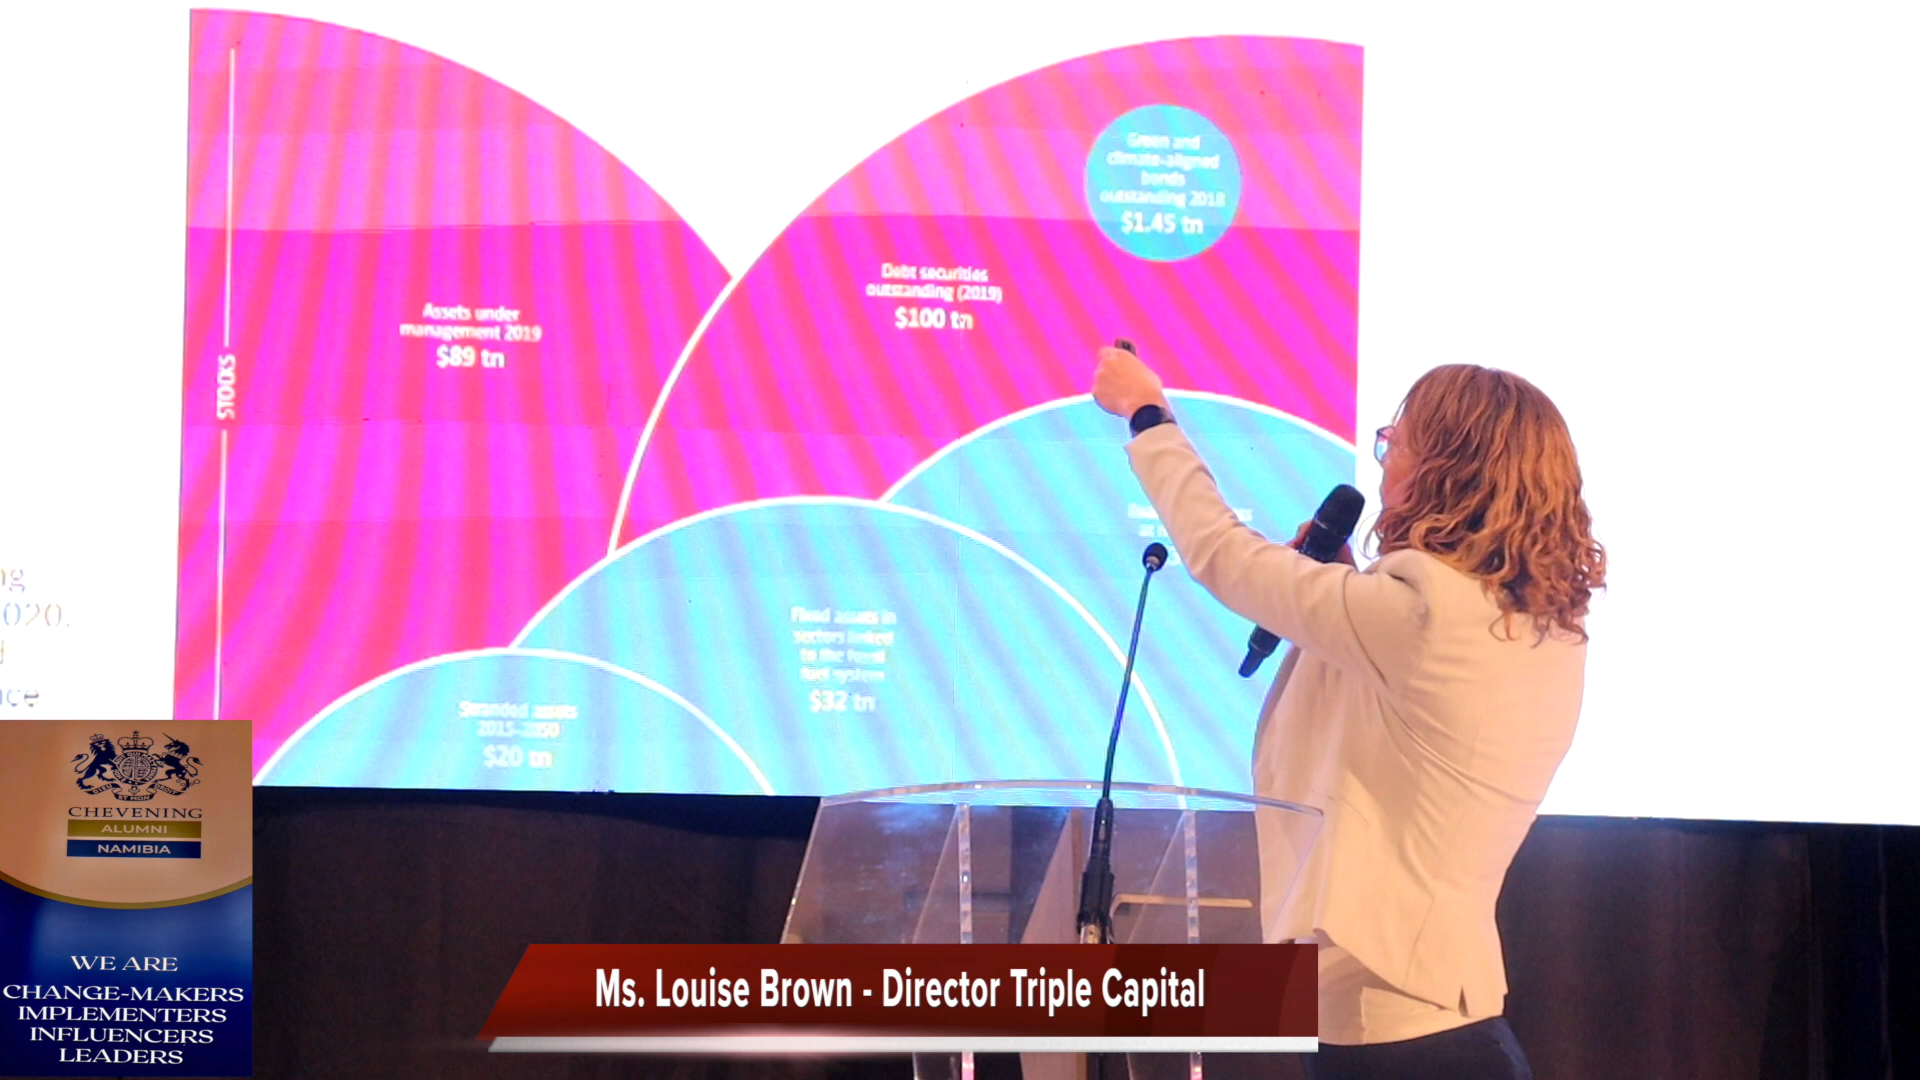 Green and
climate-aligned
bonds
outstanding 2018
$1.45 tn
Debt securities
outstanding (2019)
$100 tn
Assets under
management 2019
$89 tn
STOCKS
Fixed assets in
sectors linked
to the fossil
fuel system
$32 tn
Stranded assets
2015-2050
$20 tn
020.
CHEVENING
ALUMNI
NAMIBIA
WE ARE
CHANGE-MAKERS
IMPLEMENTERS
INFLUENCERS
LEADERS
Ms. Louise Brown - Director Triple Capital